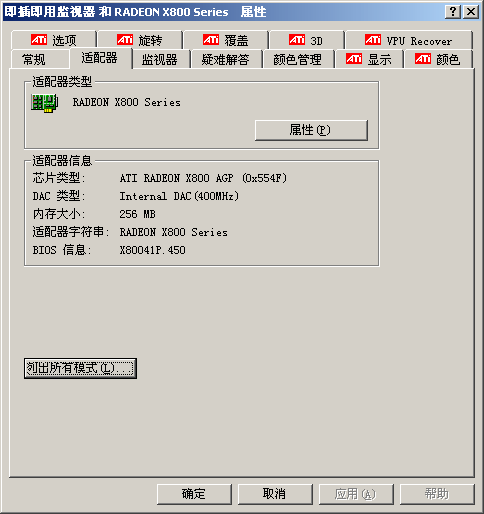 即插即用监视器 和 RADEON X800 Series 属性
ATI 选项 ATI 旋转 ATI 覆盖 ATI 3D ATI VPU Recover
常规 适配器 监视器 疑难解答 颜色管理 ATI 显示 ATI 颜色
适配器类型
RADEON X800 Series
属性(P)
适配器信息
芯片类型: ATI RADEON X800 AGP (0x554F)
DAC 类型: Internal DAC(400MHz)
内存大小: 256 MB
适配器字符串: RADEON X800 Series
BIOS 信息: X80041P.450
列出所有模式(L)...
确定 取消 应用(A) 帮助